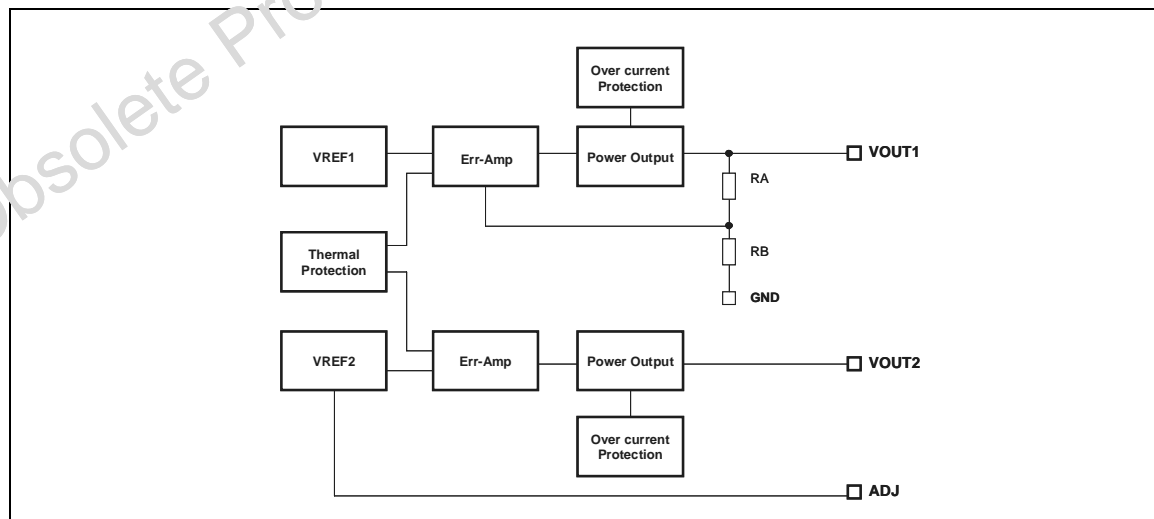 Obsolete Pro
Over current
Protection
VREF1
Err-Amp
Power Output
VOUT1
RA
Thermal
Protection
RB
GND
VREF2
Err-Amp
Power Output
VOUT2
Over current
Protection
ADJ